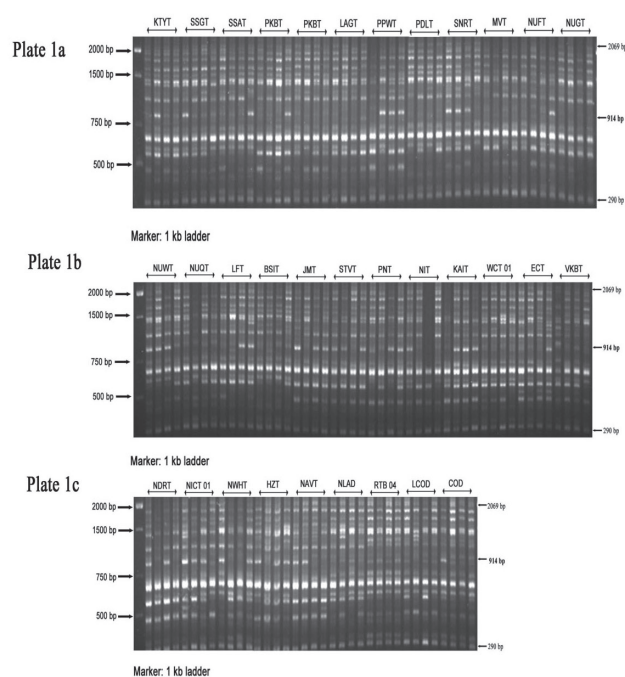 Plate 1a
KTYT SSGT SSAT PKBT PKBT LAGT PPWT PDLT SNRT MVT NUFT NUGT
2000 bp 2069 bp
1500 bp
750 bp 914 bp
500 bp
290 bp
Marker: 1 kb ladder
Plate 1b
NUWT NUQT LFT BSIT JMT STVT PNT NIT KAIT WCT 01 ECT VKBT
2000 bp 2069 bp
1500 bp
750 bp 914 bp
500 bp
290 bp
Marker: 1 kb ladder
Plate 1c
NDRT NICT 01 NWHT HZT NAVT NLAD RTB 04 LCOD COD
2000 bp 2069 bp
1500 bp
914 bp
750 bp
500 bp
290 bp
Marker: 1 kb ladder